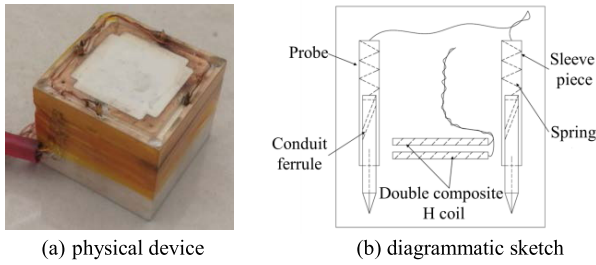 Probe
Sleeve
piece
Spring
Conduit
ferrule
Double composite
H coil
(a) physical device
(b) diagrammatic sketch